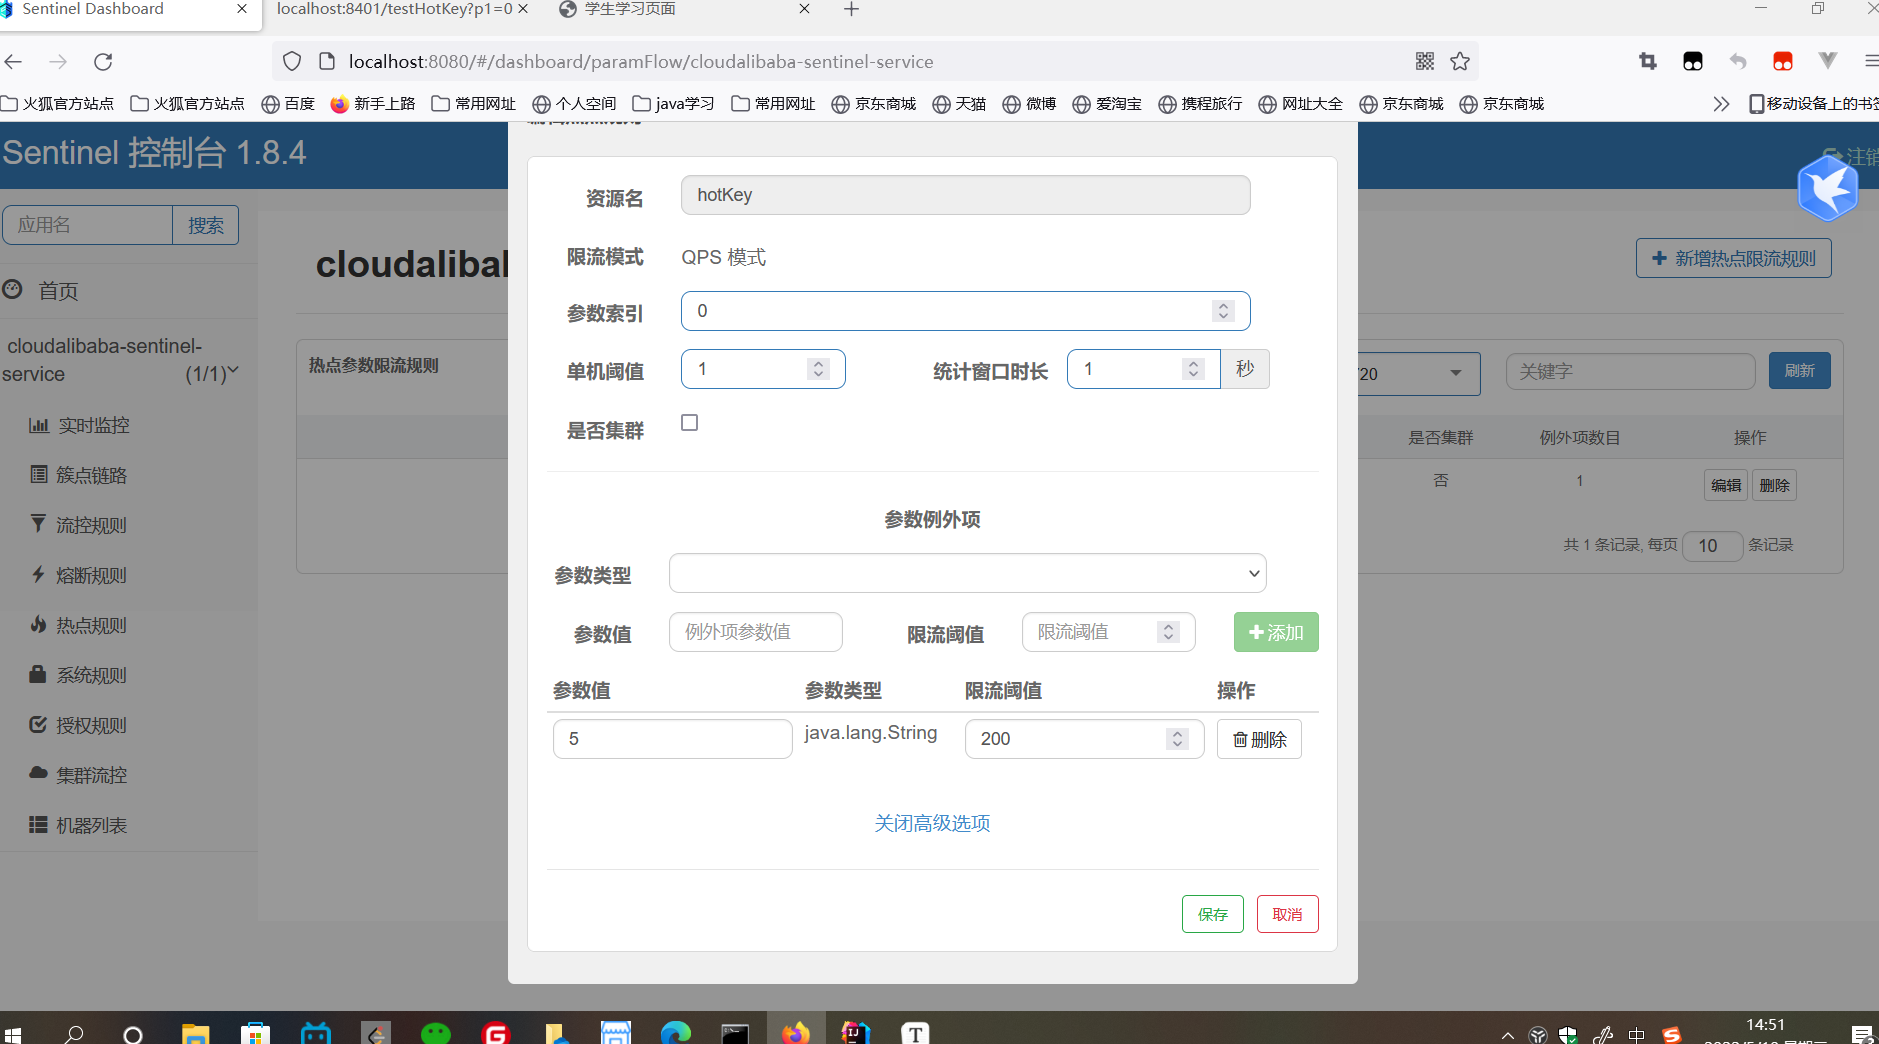 Sentinel Dashboard
localhost:8401/testHotKey?p1=0
学生学习页面
localhost:8080/#/dashboard/paramFlow/cloudalibaba-sentinel-service
火狐官方站点 火狐官方站点 百度 新手上路 常用网址 个人空间 java学习 常用网址 京东商城 天猫 微博 爱淘宝 携程旅行 网址大全 京东商城 京东商城 移动设备上的书签
Sentinel 控制台 1.8.4
注销
应用名 搜索
首页
cloudalibaba-sentinel-service (1/1)
实时监控
簇点链路
流控规则
熔断规则
热点规则
系统规则
授权规则
集群流控
机器列表
cloudalibal
新增热点限流规则
热点参数限流规则
/20
关键字
刷新
是否集群 例外项数目 操作
否 1 编辑 删除
共 1 条记录, 每页 10 条记录
编辑热点规则
资源名 hotKey
限流模式 QPS 模式
参数索引 0
单机阈值 1 统计窗口时长 1 秒
是否集群
参数例外项
参数类型
参数值 例外项参数值 限流阈值 限流阈值 添加
参数值 参数类型 限流阈值 操作
5 java.lang.String 200 删除
关闭高级选项
保存 取消
中
14:51